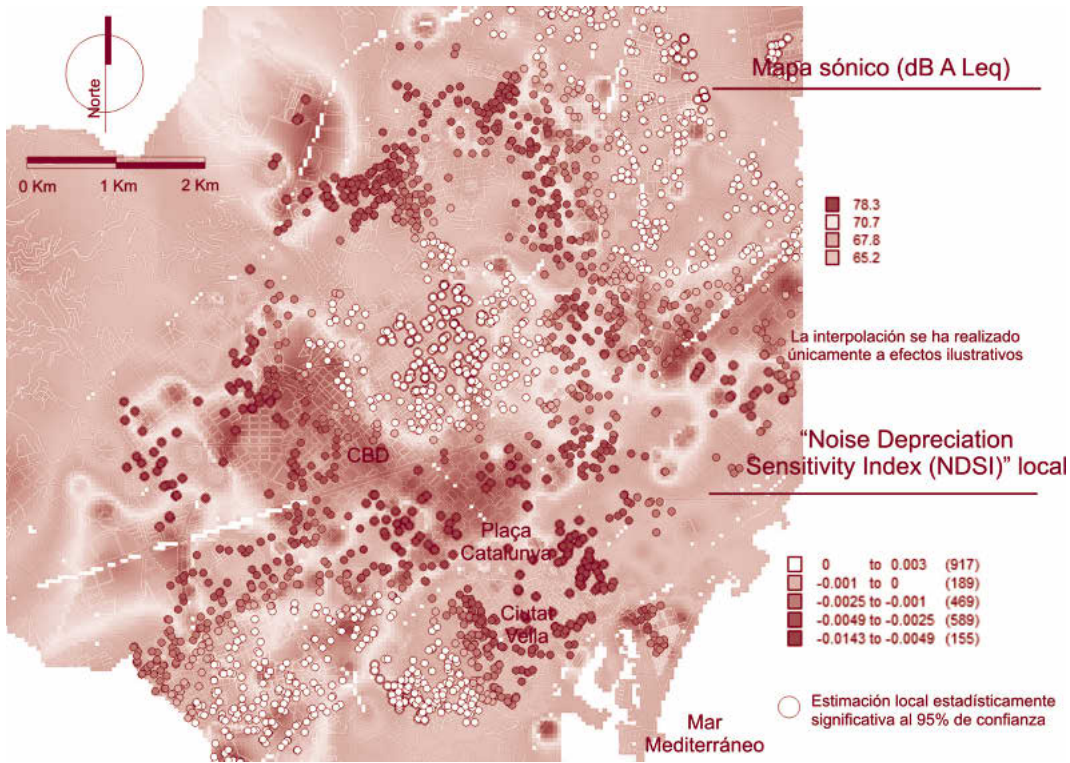 Norte
0 Km 1 Km 2 Km
Mapa sónico (dB A Leq)
78.3
70.7
67.8
65.2
La interpolación se ha realizado
únicamente a efectos ilustrativos
CBD
Plaça
Catalunya
Ciutat
Vella
Mar
Mediterráneo
“Noise Depreciation
Sensitivity Index (NDSI)” local
0 to 0.003 (917)
-0.001 to 0 (189)
-0.0025 to -0.001 (469)
-0.0049 to -0.0025 (589)
-0.0143 to -0.0049 (155)
Estimación local estadísticamente
significativa al 95% de confianza